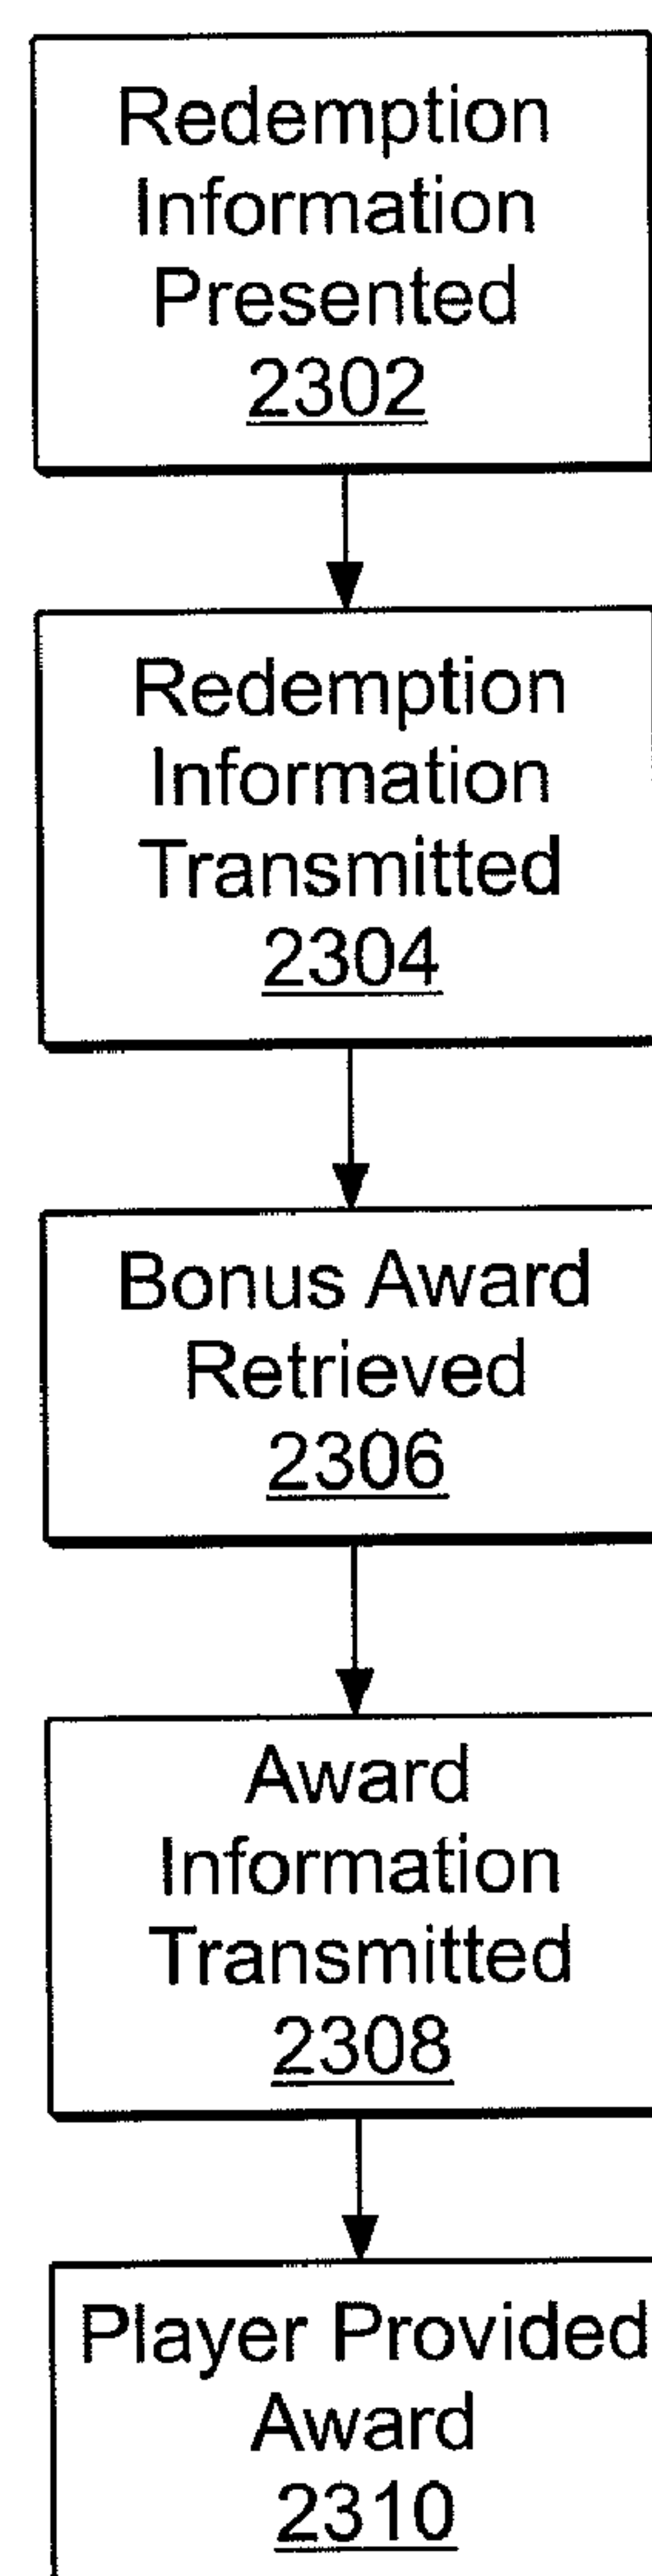 Redemption
Information
Presented
2302
Redemption
Information
Transmitted
2304
Bonus Award
Retrieved
2306
Award
Information
Transmitted
2308
Player Provided
Award
2310